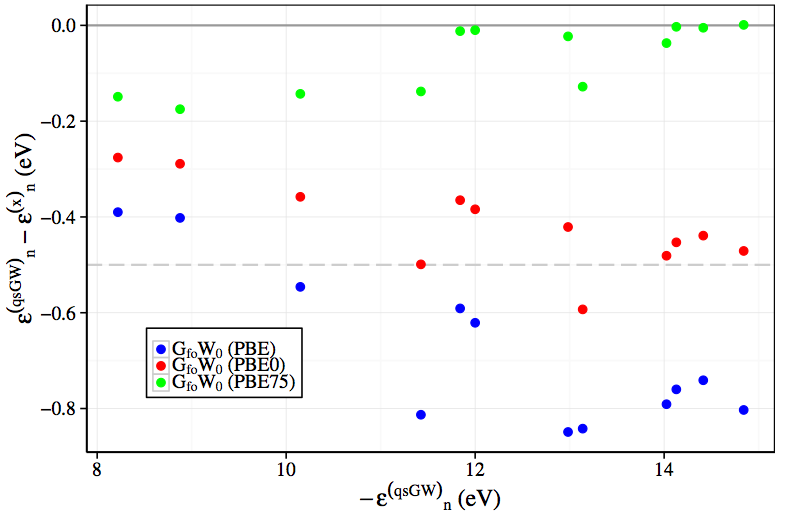 0.0
−0.2
−0.4
−0.6
−0.8
ε(qsGW)n − ε(x)n (eV)
GfoW0 (PBE)
GfoW0 (PBE0)
GfoW0 (PBE75)
8 10 12 14
−ε(qsGW)n (eV)